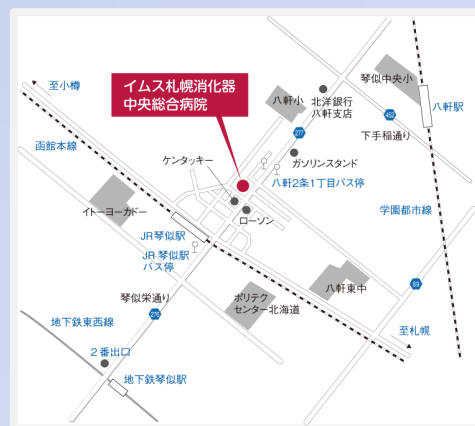 イムス札幌消化器
中央総合病院
至小樽
函館本線
八軒小
北洋銀行
八軒支店
琴似中央小
八軒駅
452
下手稲通り
277
ガソリンスタンド
ケンタッキー
八軒2条1丁目バス停
ローソン
学園都市線
イトーヨーカドー
JR琴似駅
JR琴似駅
バス停
八軒東中
89
琴似栄通り
ポリテク
センター北海道
276
地下鉄東西線
至札幌
2番出口
地下鉄琴似駅